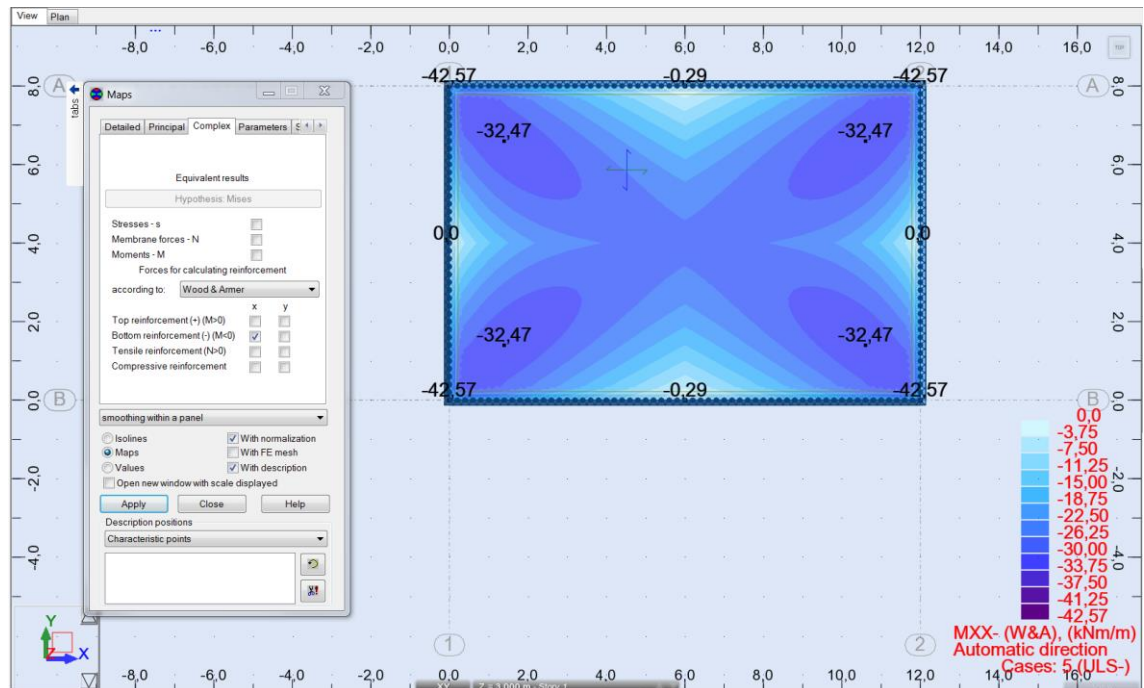 View Plan
-8,0 -6,0 -4,0 -2,0 0,0 2,0 4,0 6,0 8,0 10,0 12,0 14,0 16,0
TOP
-42,57 -0,29 -42,57
8,0 A A 8,0
tabs
Maps
Detailed Principal Complex Parameters S
-32,47 -32,47
6,0 6,0
Equivalent results
Hypothesis: Mises
Stresses - s
Membrane forces - N
Moments - M
4,0 0,0 0,0 4,0
Forces for calculating reinforcement
according to: Wood & Armer
x y
Top reinforcement (+) (M>0)
Bottom reinforcement (-) (M<0)
Tensile reinforcement (N>0)
Compressive reinforcement
2,0 -32,47 -32,47 2,0
-42,57 -0,29 -42,57
0,0 B B 0,0
smoothing within a panel
Isolines With normalization
Maps With FE mesh
Values With description
Open new window with scale displayed
Apply Close Help
Description positions
Characteristic points
-2,0 -2,0
-4,0 -4,0
0,0
-3,75
-7,50
-11,25
-15,00
-18,75
-22,50
-26,25
-30,00
-33,75
-37,50
-41,25
-42,57
MXX- (W&A), (kNm/m)
Automatic direction
Cases: 5 (ULS-)
Y
Z X
1 2
-8,0 -6,0 -4,0 -2,0 0,0 2,0 4,0 6,0 8,0 10,0 12,0 14,0 16,0
XY Z = 3,000 m - Story 1